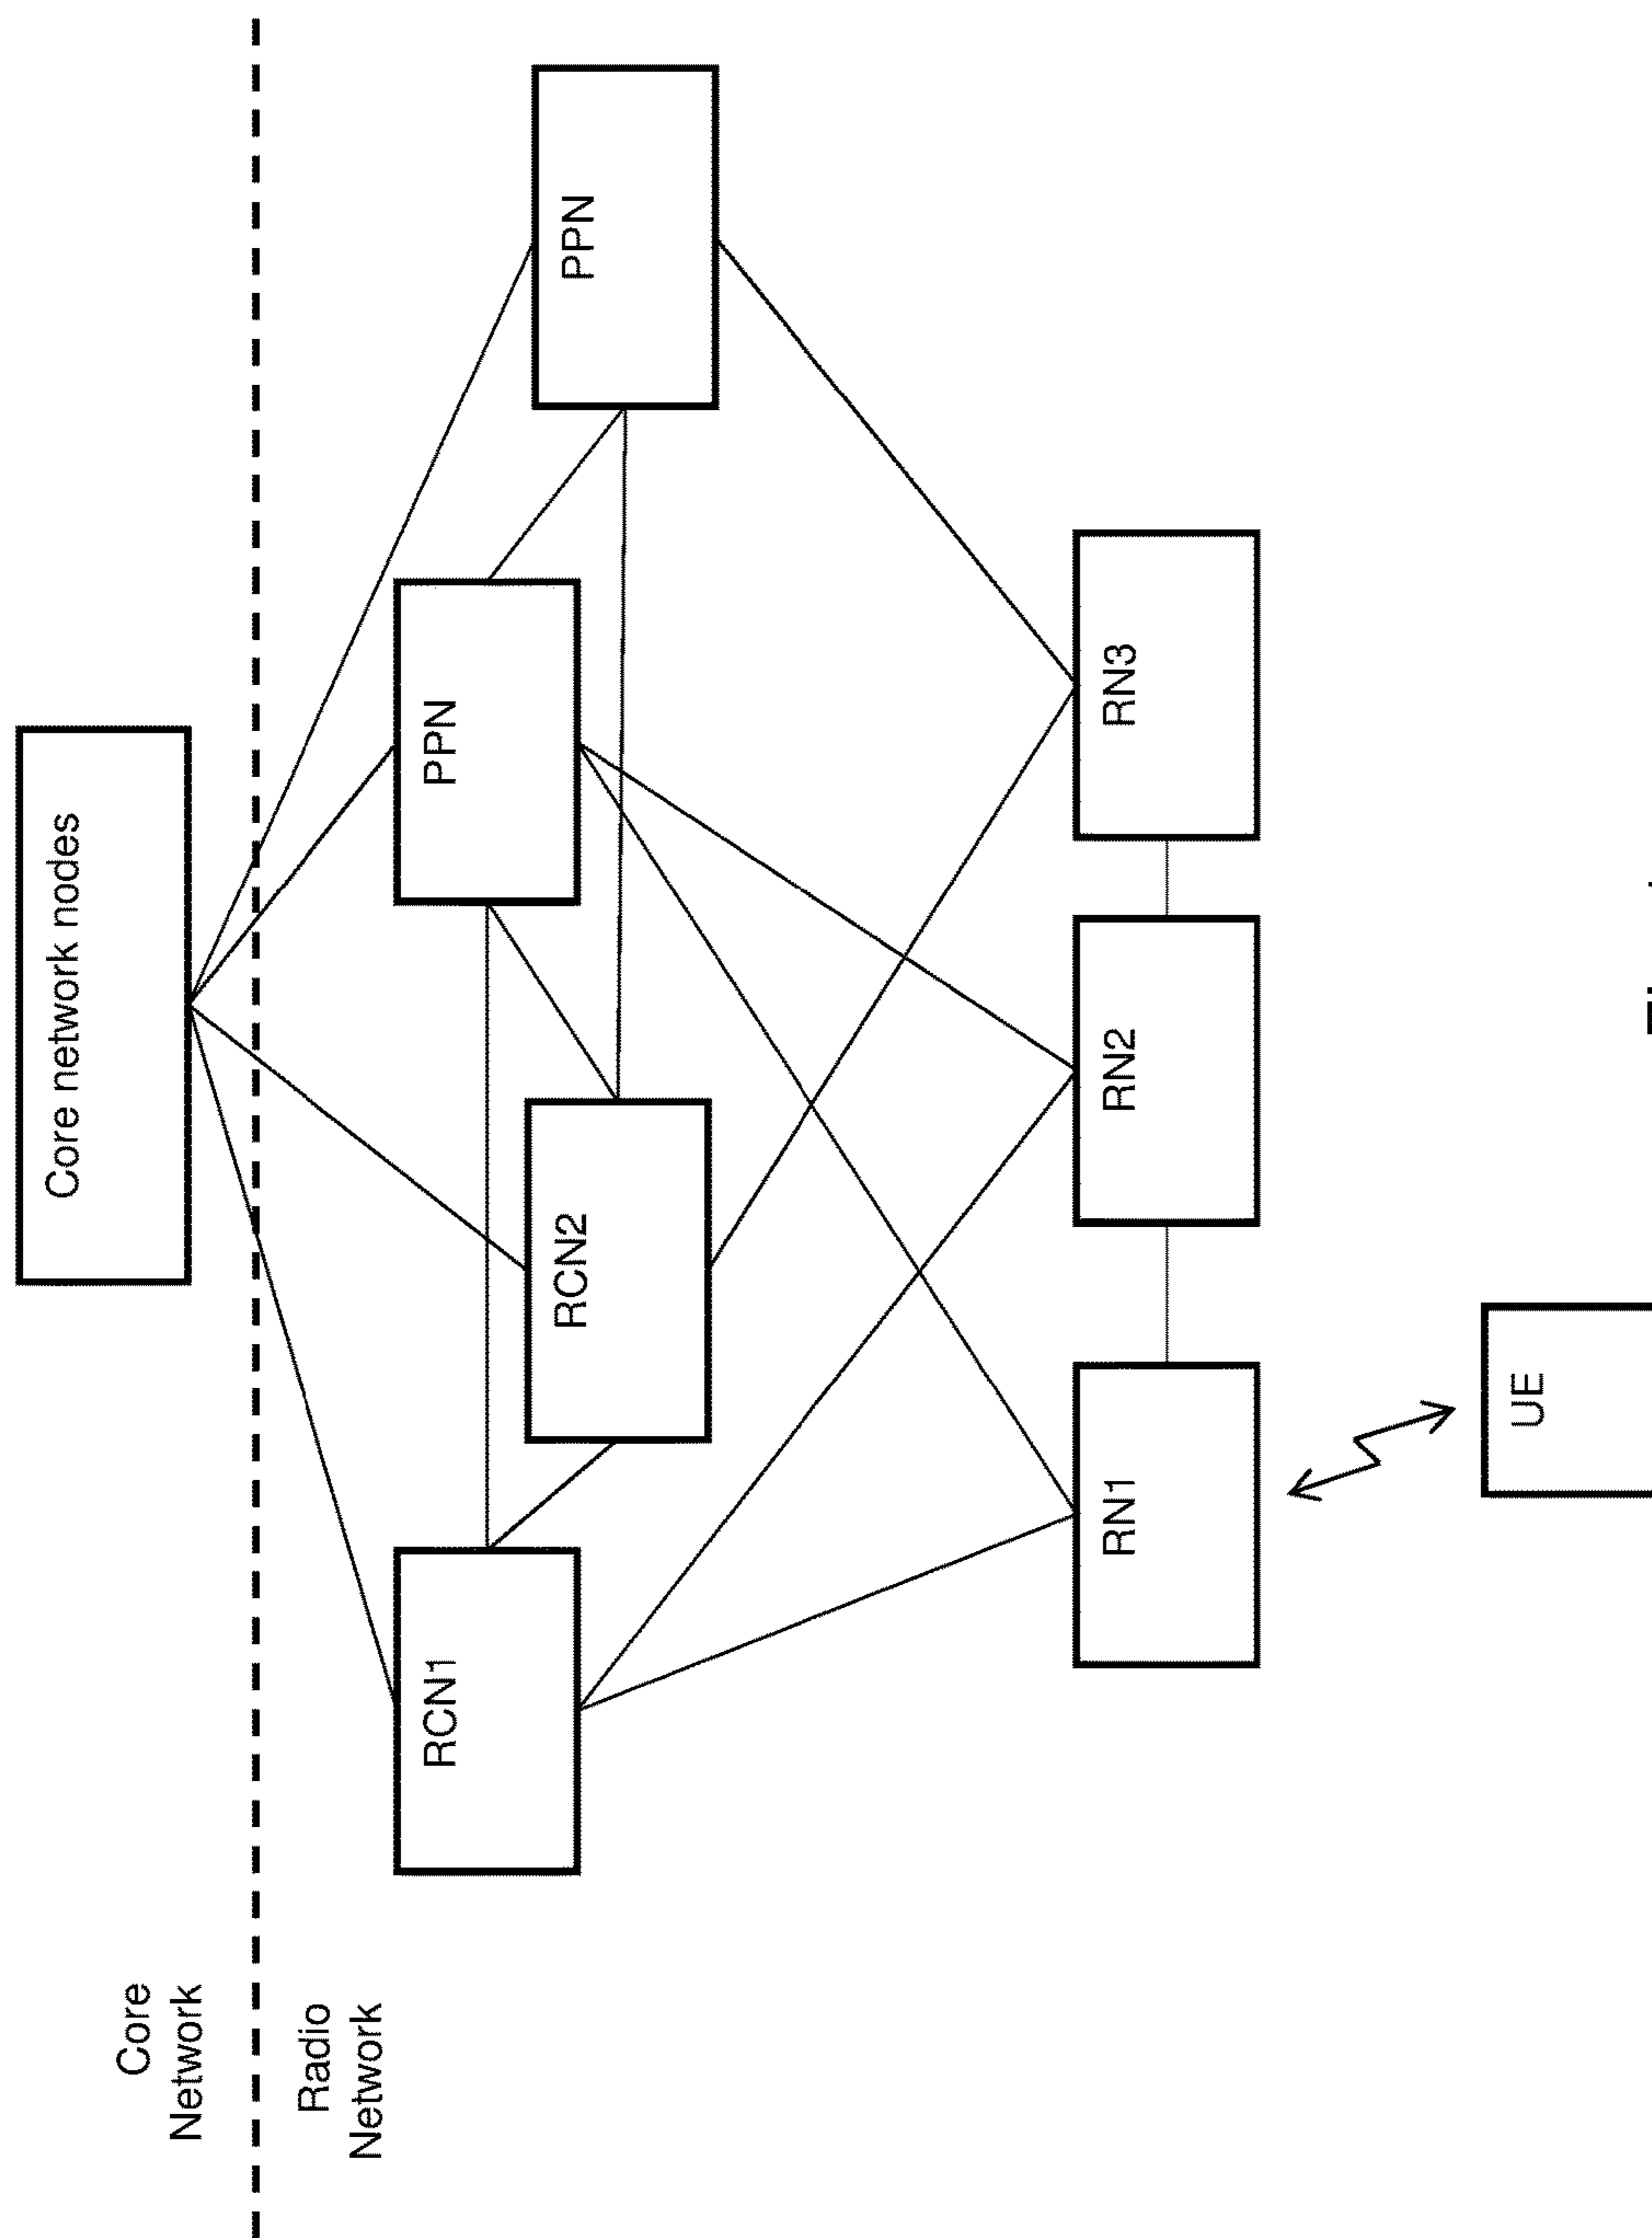 Core
Network
Radio
Network
Core network nodes
RCN1
RCN2
PPN
PPN
RN1
RN2
RN3
UE